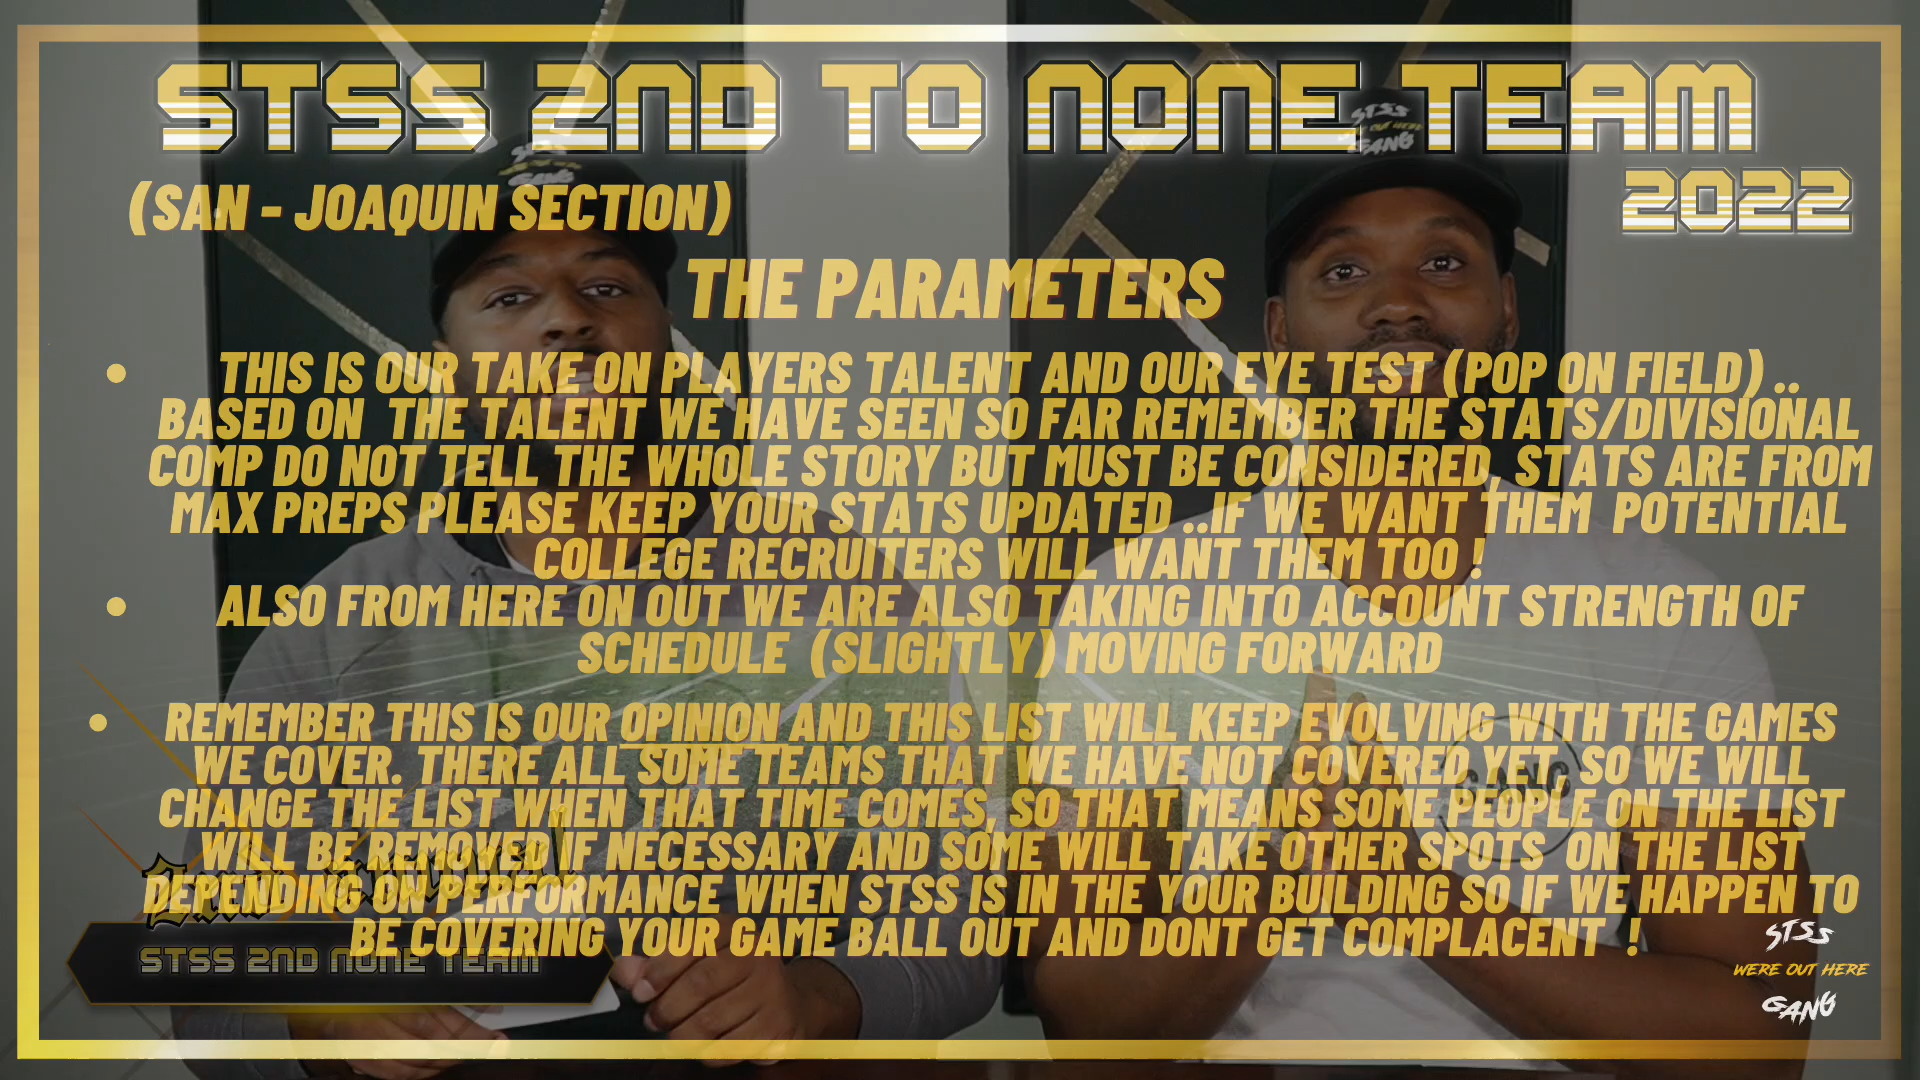 STSS 2ND TO NONE TEAM
2022
(SAN - JOAQUIN SECTION)
THE PARAMETERS
• THIS IS OUR TAKE ON PLAYERS TALENT AND OUR EYE TEST (POP ON FIELD) ..
BASED ON THE TALENT WE HAVE SEEN SO FAR REMEMBER THE STATS/DIVISIONAL
COMP DO NOT TELL THE WHOLE STORY BUT MUST BE CONSIDERED, STATS ARE FROM
MAX PREPS PLEASE KEEP YOUR STATS UPDATED ..IF WE WANT THEM POTENTIAL
COLLEGE RECRUITERS WILL WANT THEM TOO !
• ALSO FROM HERE ON OUT WE ARE ALSO TAKING INTO ACCOUNT STRENGTH OF
SCHEDULE (SLIGHTLY) MOVING FORWARD
• REMEMBER THIS IS OUR OPINION AND THIS LIST WILL KEEP EVOLVING WITH THE GAMES
WE COVER. THERE ALL SOME TEAMS THAT WE HAVE NOT COVERED YET, SO WE WILL
CHANGE THE LIST WHEN THAT TIME COMES, SO THAT MEANS SOME PEOPLE ON THE LIST
WILL BE REMOVED IF NECESSARY AND SOME WILL TAKE OTHER SPOTS ON THE LIST
DEPENDING ON PERFORMANCE WHEN STSS IS IN THE YOUR BUILDING SO IF WE HAPPEN TO
BE COVERING YOUR GAME BALL OUT AND DONT GET COMPLACENT !
STSS 2ND NONE TEAM
STSS
WERE OUT HERE
GANG
STSS
GANG
STSS
OUT HERE
GANG
GANG